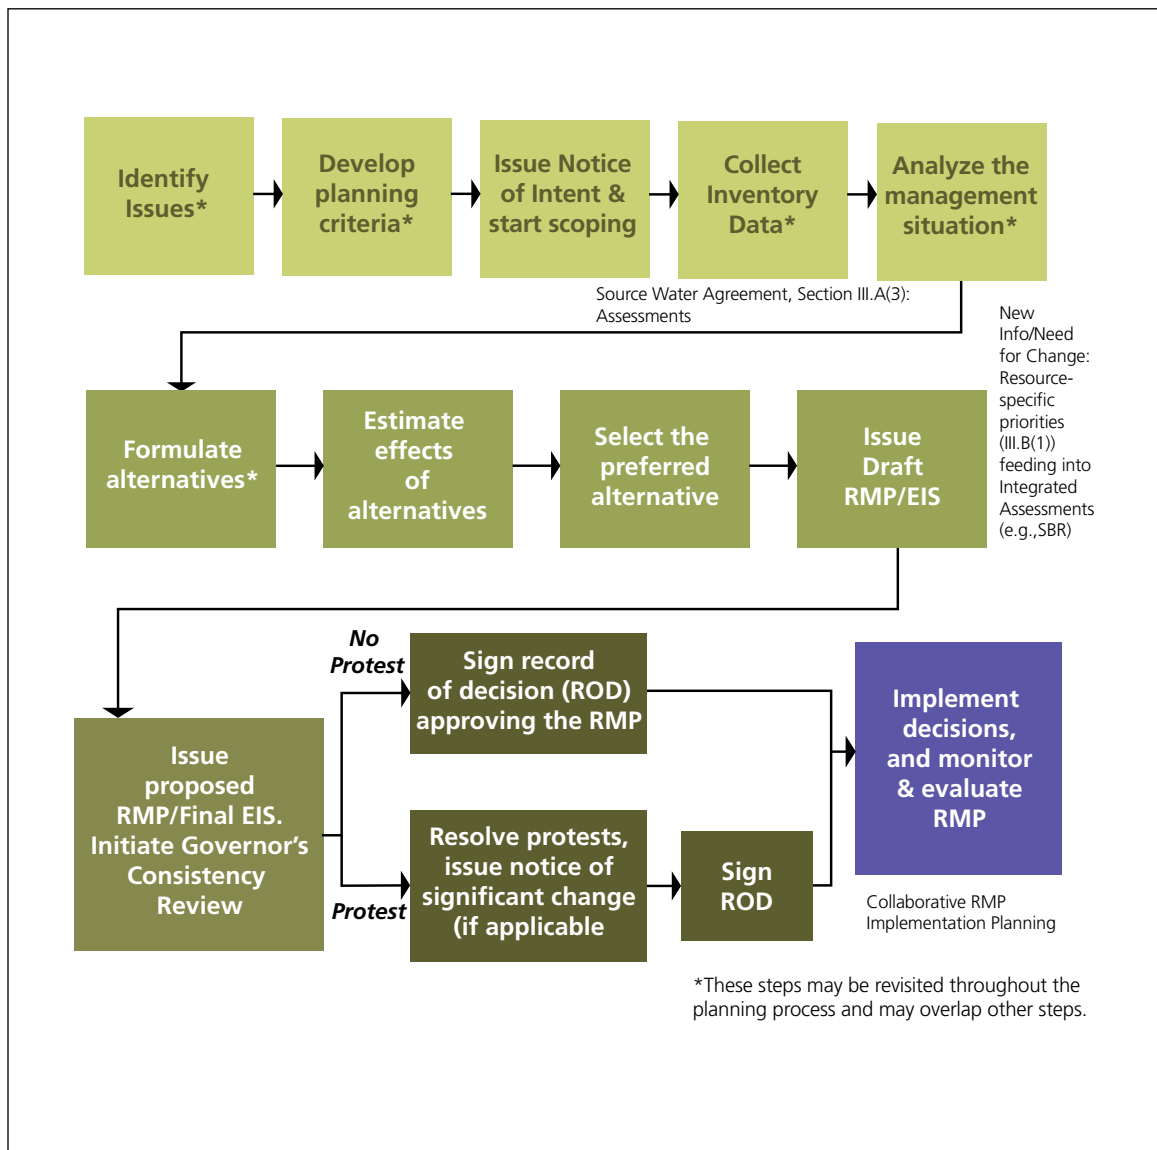 Identify
Issues*
Develop
planning
criteria*
Issue Notice
of Intent &
start scoping
Collect
Inventory
Data*
Analyze the
management
situation*
Source Water Agreement, Section III.A(3):
Assessments
New
Info/Need
for Change:
Resource-
specific
priorities
(III.B(1))
feeding into
Integrated
Assessments
(e.g.,SBR)
Formulate
alternatives*
Estimate
effects
of
alternatives
Select the
preferred
alternative
Issue
Draft
RMP/EIS
Issue
proposed
RMP/Final EIS.
Initiate Governor's
Consistency
Review
No
Protest
Sign record
of decision (ROD)
approving the RMP
Protest
Resolve protests,
issue notice of
significant change
(if applicable
Sign
ROD
Implement
decisions,
and monitor
& evaluate
RMP
Collaborative RMP
Implementation Planning
*These steps may be revisited throughout the
planning process and may overlap other steps.